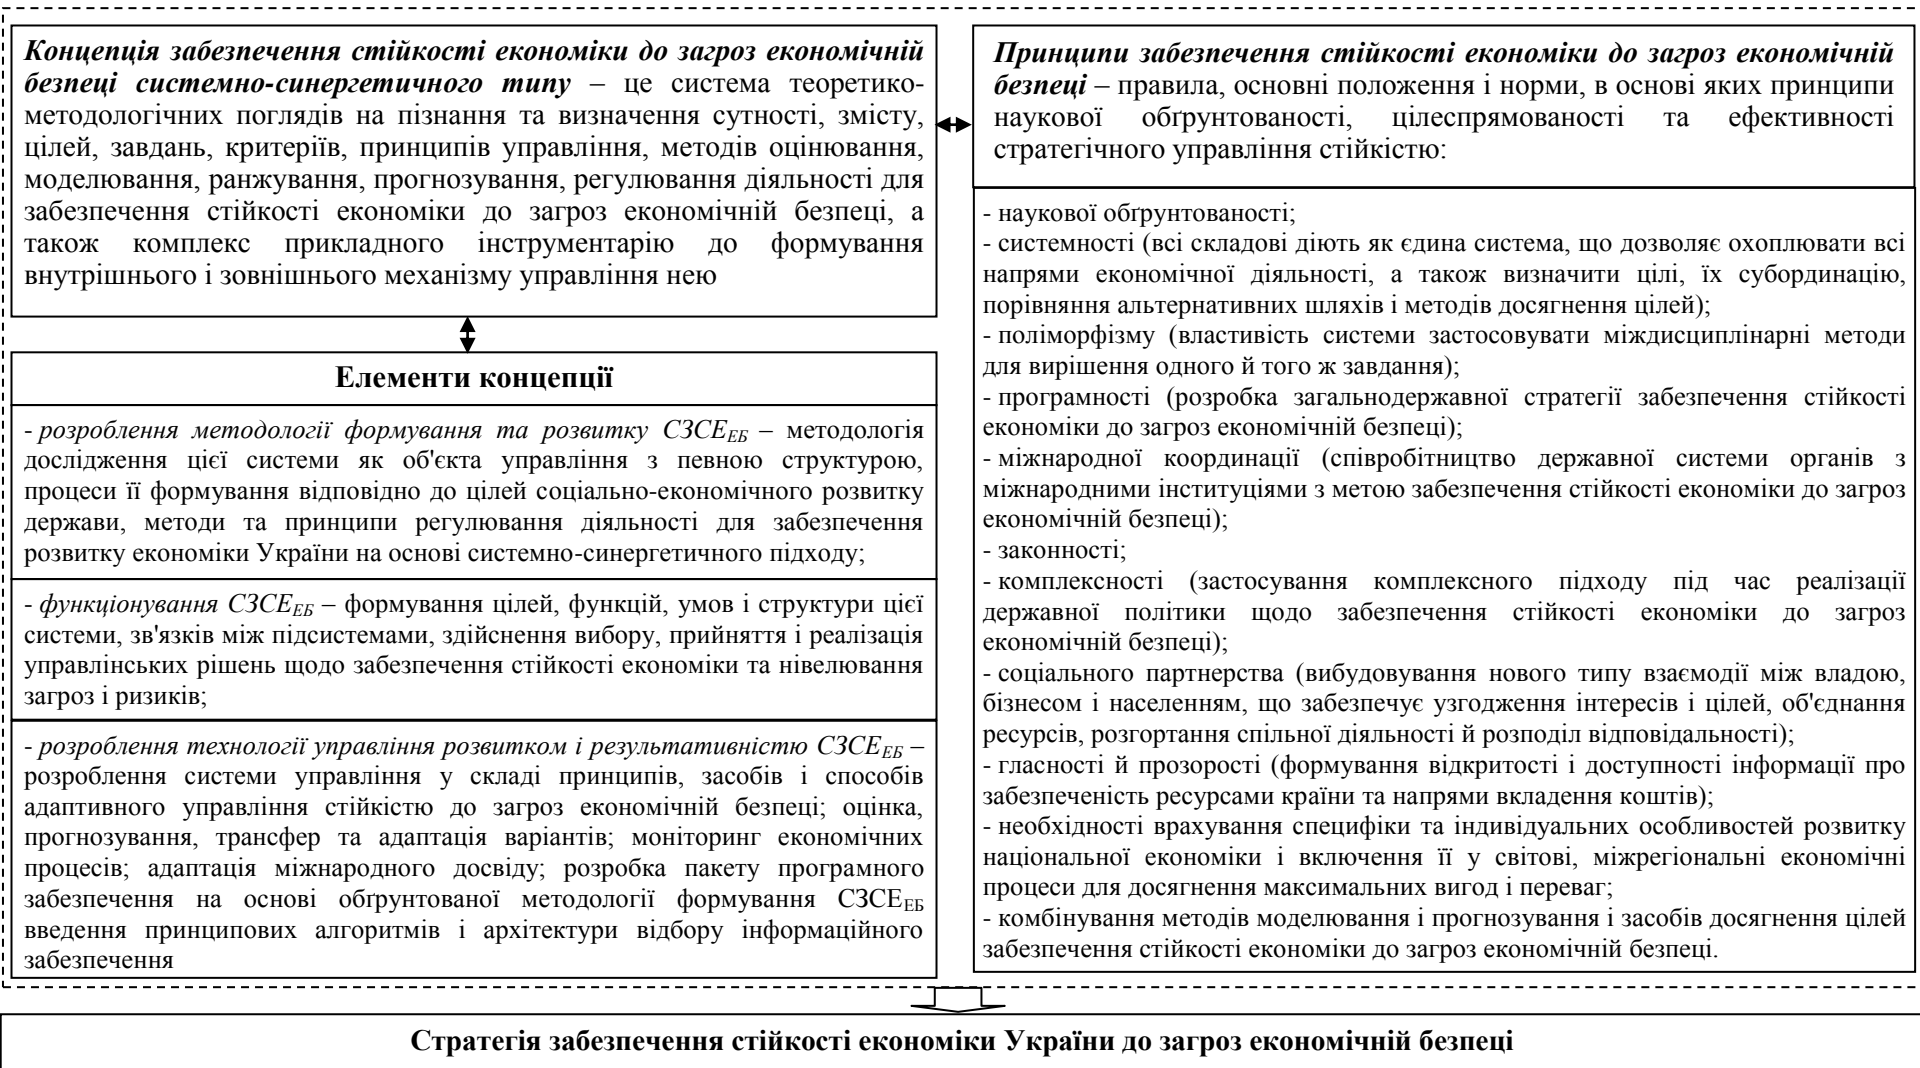 Концепція забезпечення стійкості економіки до загроз економічній
безпеці системно-синергетичного типу – це система теоретико-
методологічних поглядів на пізнання та визначення сутності, змісту,
цілей, завдань, критеріїв, принципів управління, методів оцінювання,
моделювання, ранжування, прогнозування, регулювання діяльності для
забезпечення стійкості економіки до загроз економічній безпеці, а
також комплекс прикладного інструментарію до формування
внутрішнього і зовнішнього механізму управління нею
Елементи концепції
- розроблення методології формування та розвитку СЗСЕЕБ – методологія
дослідження цієї системи як об'єкта управління з певною структурою,
процеси її формування відповідно до цілей соціально-економічного розвитку
держави, методи та принципи регулювання діяльності для забезпечення
розвитку економіки України на основі системно-синергетичного підходу;
- функціонування СЗСЕЕБ – формування цілей, функцій, умов і структури цієї
системи, зв'язків між підсистемами, здійснення вибору, прийняття і реалізація
управлінських рішень щодо забезпечення стійкості економіки та нівелювання
загроз і ризиків;
- розроблення технології управління розвитком і результативністю СЗСЕЕБ –
розроблення системи управління у складі принципів, засобів і способів
адаптивного управління стійкістю до загроз економічній безпеці; оцінка,
прогнозування, трансфер та адаптація варіантів; моніторинг економічних
процесів; адаптація міжнародного досвіду; розробка пакету програмного
забезпечення на основі обґрунтованої методології формування СЗСЕЕБ
введення принципових алгоритмів і архітектури відбору інформаційного
забезпечення
Принципи забезпечення стійкості економіки до загроз економічній
безпеці – правила, основні положення і норми, в основі яких принципи
наукової обґрунтованості, цілеспрямованості та ефективності
стратегічного управління стійкістю:
- наукової обґрунтованості;
- системності (всі складові діють як єдина система, що дозволяє охоплювати всі
напрями економічної діяльності, а також визначити цілі, їх субординацію,
порівняння альтернативних шляхів і методів досягнення цілей);
- поліморфізму (властивість системи застосовувати міждисциплінарні методи
для вирішення одного й того ж завдання);
- програмності (розробка загальнодержавної стратегії забезпечення стійкості
економіки до загроз економічній безпеці);
- міжнародної координації (співробітництво державної системи органів з
міжнародними інституціями з метою забезпечення стійкості економіки до загроз
економічній безпеці);
- законності;
- комплексності (застосування комплексного підходу під час реалізації
державної політики щодо забезпечення стійкості економіки до загроз
економічній безпеці);
- соціального партнерства (вибудовування нового типу взаємодії між владою,
бізнесом і населенням, що забезпечує узгодження інтересів і цілей, об'єднання
ресурсів, розгортання спільної діяльності й розподіл відповідальності);
- гласності й прозорості (формування відкритості і доступності інформації про
забезпеченість ресурсами країни та напрями вкладення коштів);
- необхідності врахування специфіки та індивідуальних особливостей розвитку
національної економіки і включення її у світові, міжрегіональні економічні
процеси для досягнення максимальних вигод і переваг;
- комбінування методів моделювання і прогнозування і засобів досягнення цілей
забезпечення стійкості економіки до загроз економічній безпеці.
Стратегія забезпечення стійкості економіки України до загроз економічній безпеці